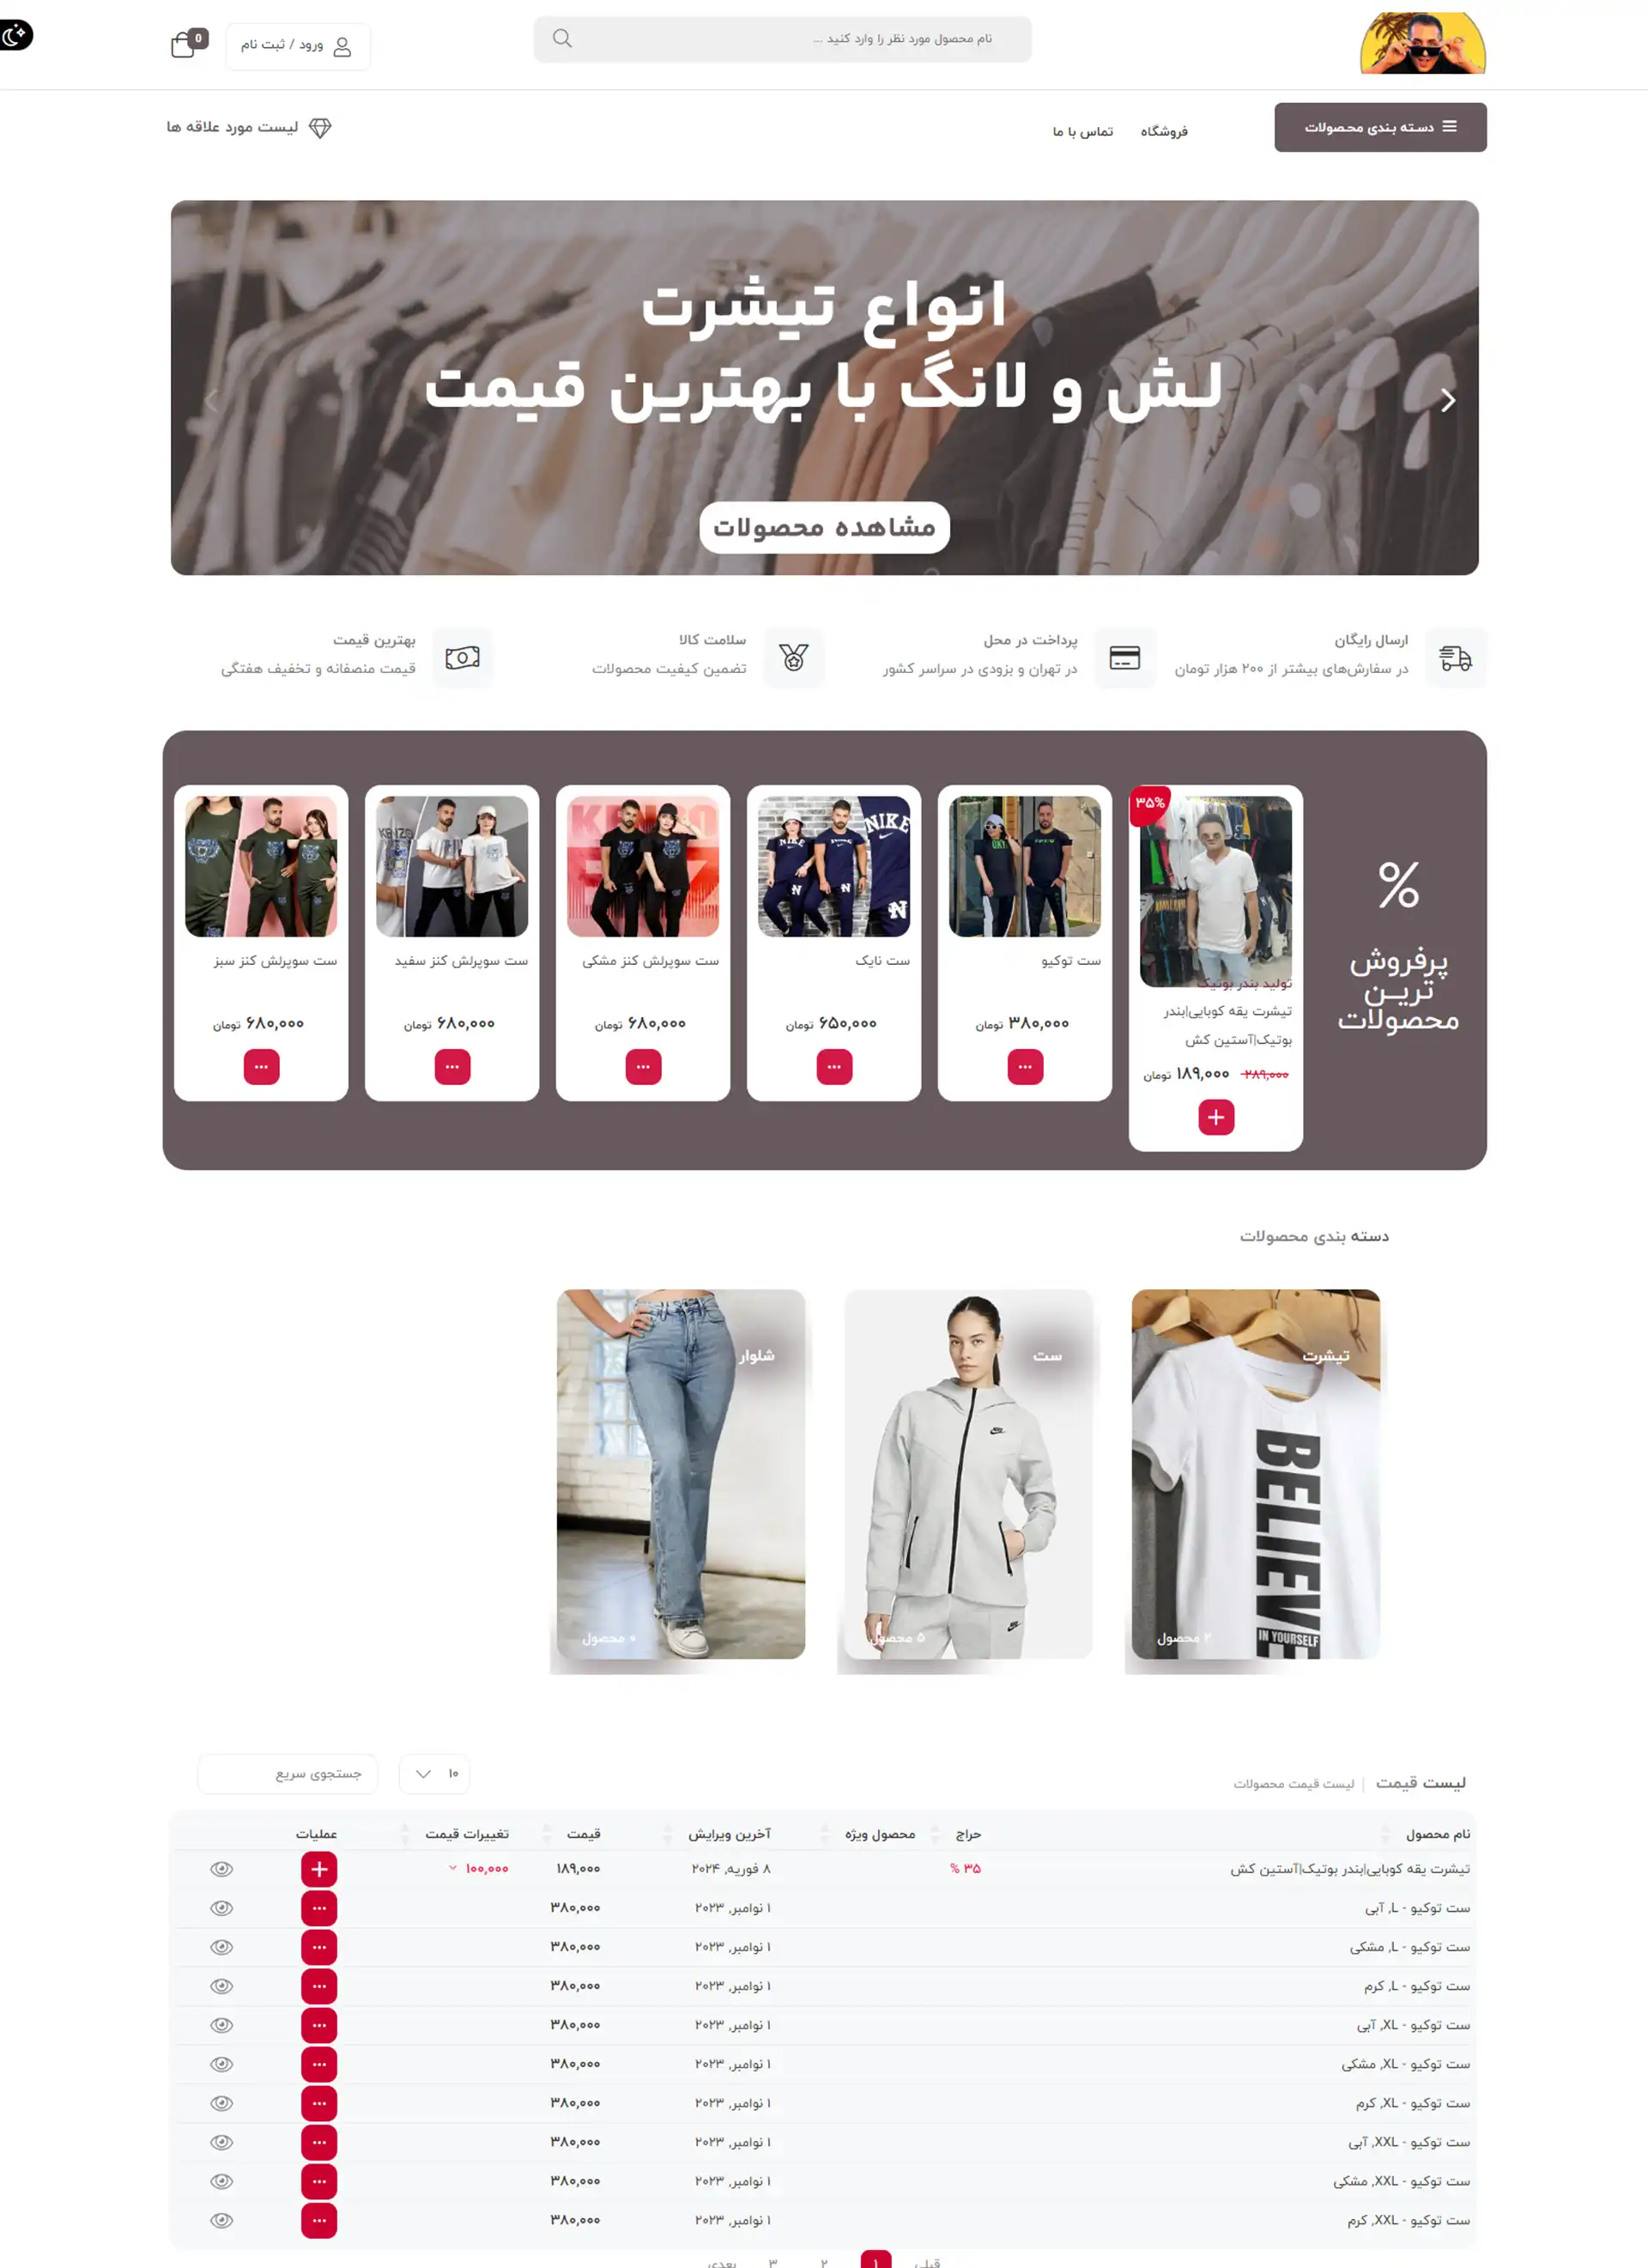 نام محصول مورد نظر را وارد کنید ...
ورود / ثبت نام
0
دسته بندی محصولات
فروشگاه
تماس با ما
لیست مورد علاقه ها
انواع تیشرت
لش و لانگ با بهترین قیمت
مشاهده محصولات
ارسال رایگان
در سفارش‌های بیشتر از ۲۰۰ هزار تومان
پرداخت در محل
در تهران و بزودی در سراسر کشور
سلامت کالا
تضمین کیفیت محصولات
بهترین قیمت
قیمت منصفانه و تخفیف هفتگی
%
پرفروش
ترین
محصولات
۳۵%
تولید بندر بوتیک
تیشرت یقه کوبایی|بندر
بوتیک|آستین کش
۲۸۹,۰۰۰ ۱۸۹,۰۰۰ تومان
ست توکیو
۳۸۰,۰۰۰ تومان
NIKE
NIKE
N
N
N
ست نایک
۶۵۰,۰۰۰ تومان
KENZO
ست سوپرلش کنز مشکی
۶۸۰,۰۰۰ تومان
KENZO
ست سوپرلش کنز سفید
۶۸۰,۰۰۰ تومان
ست سوپرلش کنز سبز
۶۸۰,۰۰۰ تومان
دسته بندی محصولات
تیشرت
BELIEVE
IN YOURSELF
۲ محصول
ست
۵ محصول
شلوار
۰ محصول
لیست قیمت | لیست قیمت محصولات
۱۰
جستجوی سریع
نام محصول حراج محصول ویژه آخرین ویرایش قیمت تغییرات قیمت عملیات
تیشرت یقه کوبایی|بندر بوتیک|آستین کش ۳۵ % ۸ فوریه, ۲۰۲۴ ۱۸۹,۰۰۰ ۱۰۰,۰۰۰
ست توکیو - L, آبی ۱ نوامبر, ۲۰۲۳ ۳۸۰,۰۰۰
ست توکیو - L, مشکی ۱ نوامبر, ۲۰۲۳ ۳۸۰,۰۰۰
ست توکیو - L, کرم ۱ نوامبر, ۲۰۲۳ ۳۸۰,۰۰۰
ست توکیو - XL, آبی ۱ نوامبر, ۲۰۲۳ ۳۸۰,۰۰۰
ست توکیو - XL, مشکی ۱ نوامبر, ۲۰۲۳ ۳۸۰,۰۰۰
ست توکیو - XL, کرم ۱ نوامبر, ۲۰۲۳ ۳۸۰,۰۰۰
ست توکیو - XXL, آبی ۱ نوامبر, ۲۰۲۳ ۳۸۰,۰۰۰
ست توکیو - XXL, مشکی ۱ نوامبر, ۲۰۲۳ ۳۸۰,۰۰۰
ست توکیو - XXL, کرم ۱ نوامبر, ۲۰۲۳ ۳۸۰,۰۰۰
قبلی ۱ ۲ ۳ بعدی